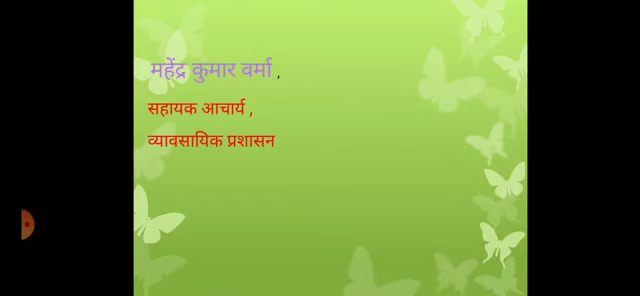 महेंद्र कुमार वर्मा ,
सहायक आचार्य ,
व्यावसायिक प्रशासन